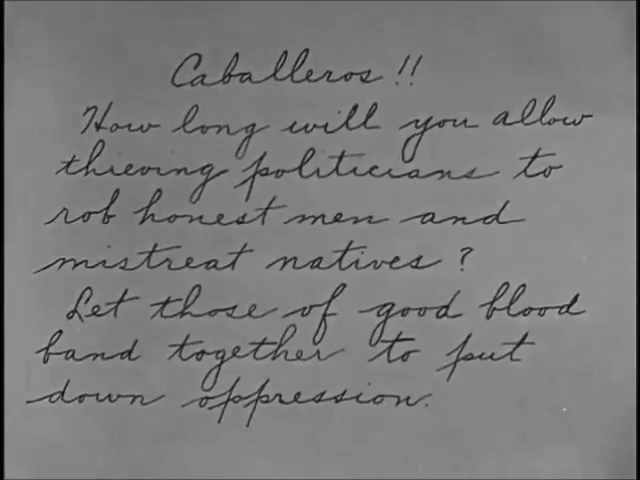 Caballeros!!
How long will you allow
thieving politicians to
rob honest men and
mistreat natives?
Let those of good blood
band together to put
down oppression.